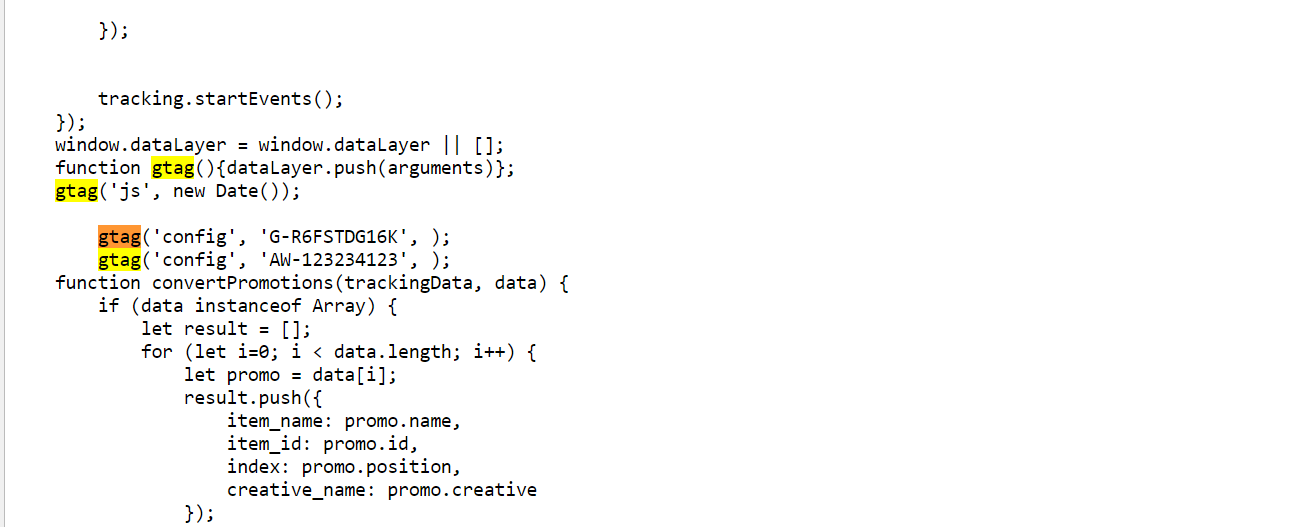 });
tracking.startEvents();
});
window.dataLayer = window.dataLayer || [];
function gtag(){dataLayer.push(arguments)};
gtag('js', new Date());
gtag('config', 'G-R6FSTDG16K', );
gtag('config', 'AW-123234123', );
function convertPromotions(trackingData, data) {
if (data instanceof Array) {
let result = [];
for (let i=0; i < data.length; i++) {
let promo = data[i];
result.push({
item_name: promo.name,
item_id: promo.id,
index: promo.position,
creative_name: promo.creative
});